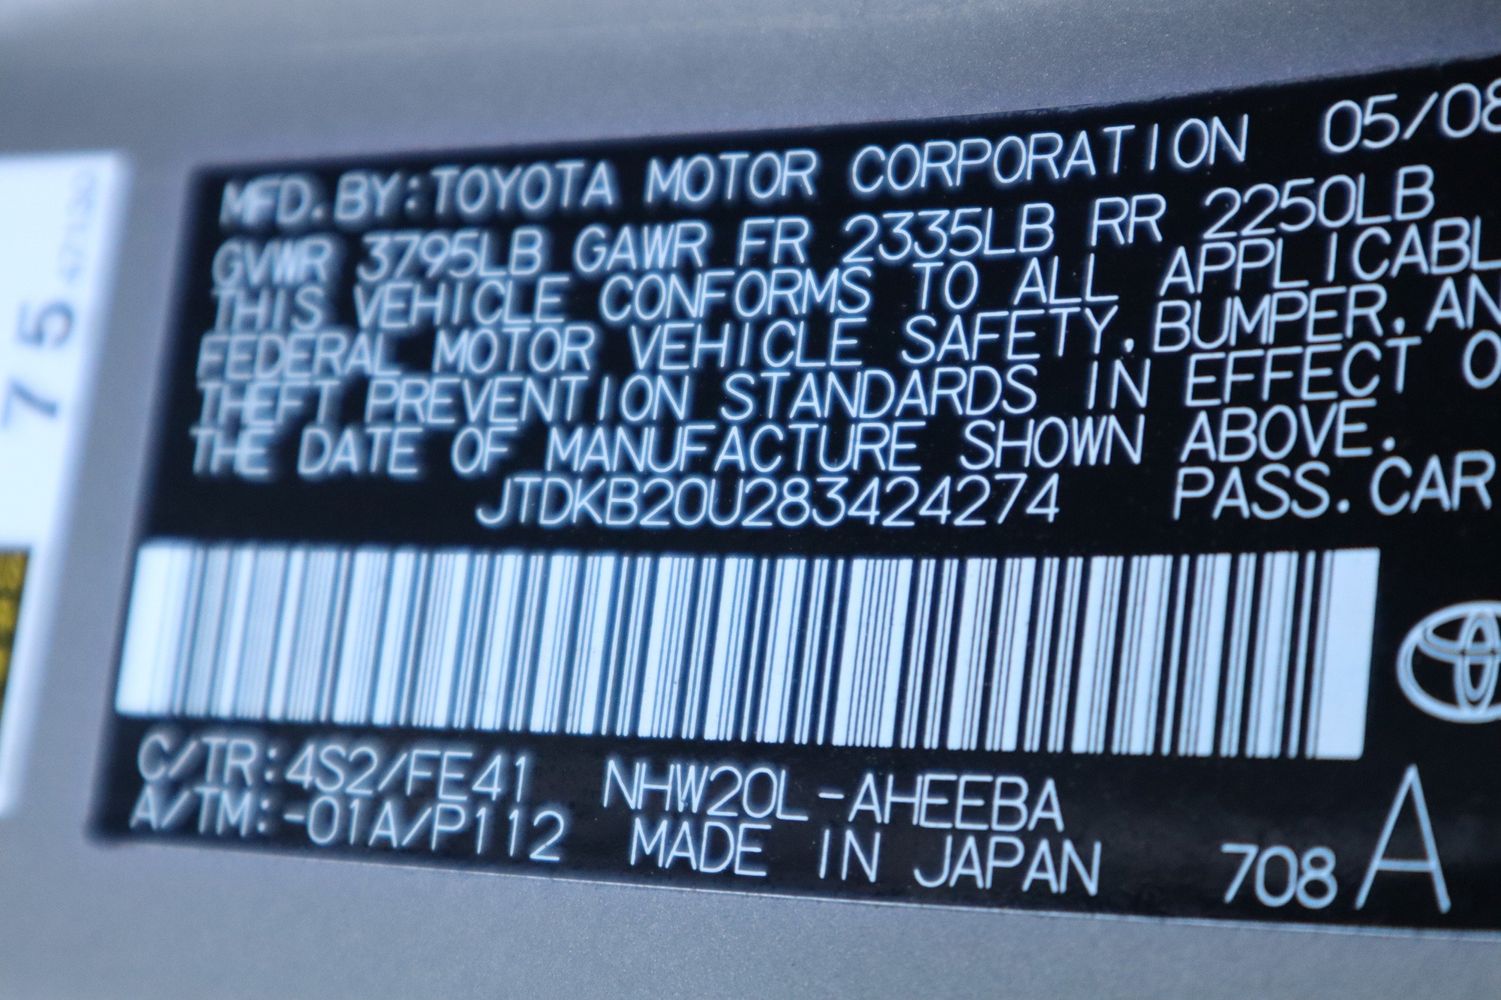 MFD. BY:TOYOTA MOTOR CORPORATION 05/08
GVWR 3795LB GAWR FR 2335LB RR 2250LB
THIS VEHICLE CONFORMS TO ALL APPLICABL
FEDERAL MOTOR VEHICLE SAFETY, BUMPER, AN
THEFT PREVENTION STANDARDS IN EFFECT O
THE DATE OF MANUFACTURE SHOWN ABOVE.
JTDKB20U283424274 PASS. CAR
C/TR:4S2/FE41 NHW20L-AHEEBA
A/TM:-01A/P112 MADE IN JAPAN 708 A
75